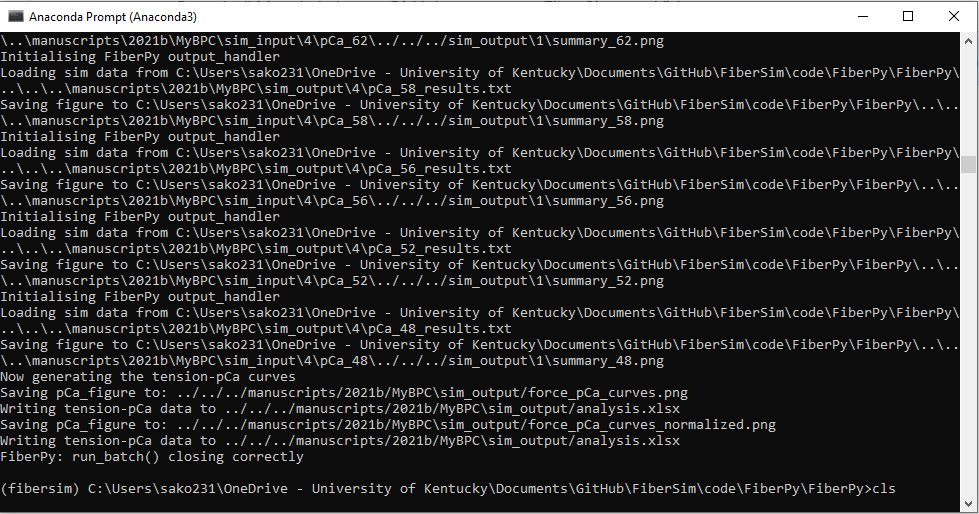 Anaconda Prompt (Anaconda3)
\..\manuscripts\2021b\MyBPC\sim_input\4\pCa_62\../../../sim_output\1\summary_62.png
Initialising FiberPy output_handler
Loading sim data from C:\Users\sako231\OneDrive - University of Kentucky\Documents\GitHub\FiberSim\code\FiberPy\FiberPy\
..\..\..\manuscripts\2021b\MyBPC\sim_output\4\pCa_58_results.txt
Saving figure to C:\Users\sako231\OneDrive - University of Kentucky\Documents\GitHub\FiberSim\code\FiberPy\FiberPy\..\..
\..\manuscripts\2021b\MyBPC\sim_input\4\pCa_58\../../../sim_output\1\summary_58.png
Initialising FiberPy output_handler
Loading sim data from C:\Users\sako231\OneDrive - University of Kentucky\Documents\GitHub\FiberSim\code\FiberPy\FiberPy\
..\..\..\manuscripts\2021b\MyBPC\sim_output\4\pCa_56_results.txt
Saving figure to C:\Users\sako231\OneDrive - University of Kentucky\Documents\GitHub\FiberSim\code\FiberPy\FiberPy\..\..
\..\manuscripts\2021b\MyBPC\sim_input\4\pCa_56\../../../sim_output\1\summary_56.png
Initialising FiberPy output_handler
Loading sim data from C:\Users\sako231\OneDrive - University of Kentucky\Documents\GitHub\FiberSim\code\FiberPy\FiberPy\
..\..\..\manuscripts\2021b\MyBPC\sim_output\4\pCa_52_results.txt
Saving figure to C:\Users\sako231\OneDrive - University of Kentucky\Documents\GitHub\FiberSim\code\FiberPy\FiberPy\..\..
\..\manuscripts\2021b\MyBPC\sim_input\4\pCa_52\../../../sim_output\1\summary_52.png
Initialising FiberPy output_handler
Loading sim data from C:\Users\sako231\OneDrive - University of Kentucky\Documents\GitHub\FiberSim\code\FiberPy\FiberPy\
..\..\..\manuscripts\2021b\MyBPC\sim_output\4\pCa_48_results.txt
Saving figure to C:\Users\sako231\OneDrive - University of Kentucky\Documents\GitHub\FiberSim\code\FiberPy\FiberPy\..\..
\..\manuscripts\2021b\MyBPC\sim_input\4\pCa_48\../../../sim_output\1\summary_48.png
Now generating the tension-pCa curves
Saving pCa_figure to: ../../../manuscripts/2021b/MyBPC\sim_output/force_pCa_curves.png
Writing tension-pCa data to ../../../manuscripts/2021b/MyBPC\sim_output/analysis.xlsx
Saving pCa_figure to: ../../../manuscripts/2021b/MyBPC\sim_output/force_pCa_curves_normalized.png
Writing tension-pCa data to ../../../manuscripts/2021b/MyBPC\sim_output/analysis.xlsx
FiberPy: run_batch() closing correctly
(fibersim) C:\Users\sako231\OneDrive - University of Kentucky\Documents\GitHub\FiberSim\code\FiberPy\FiberPy>cls